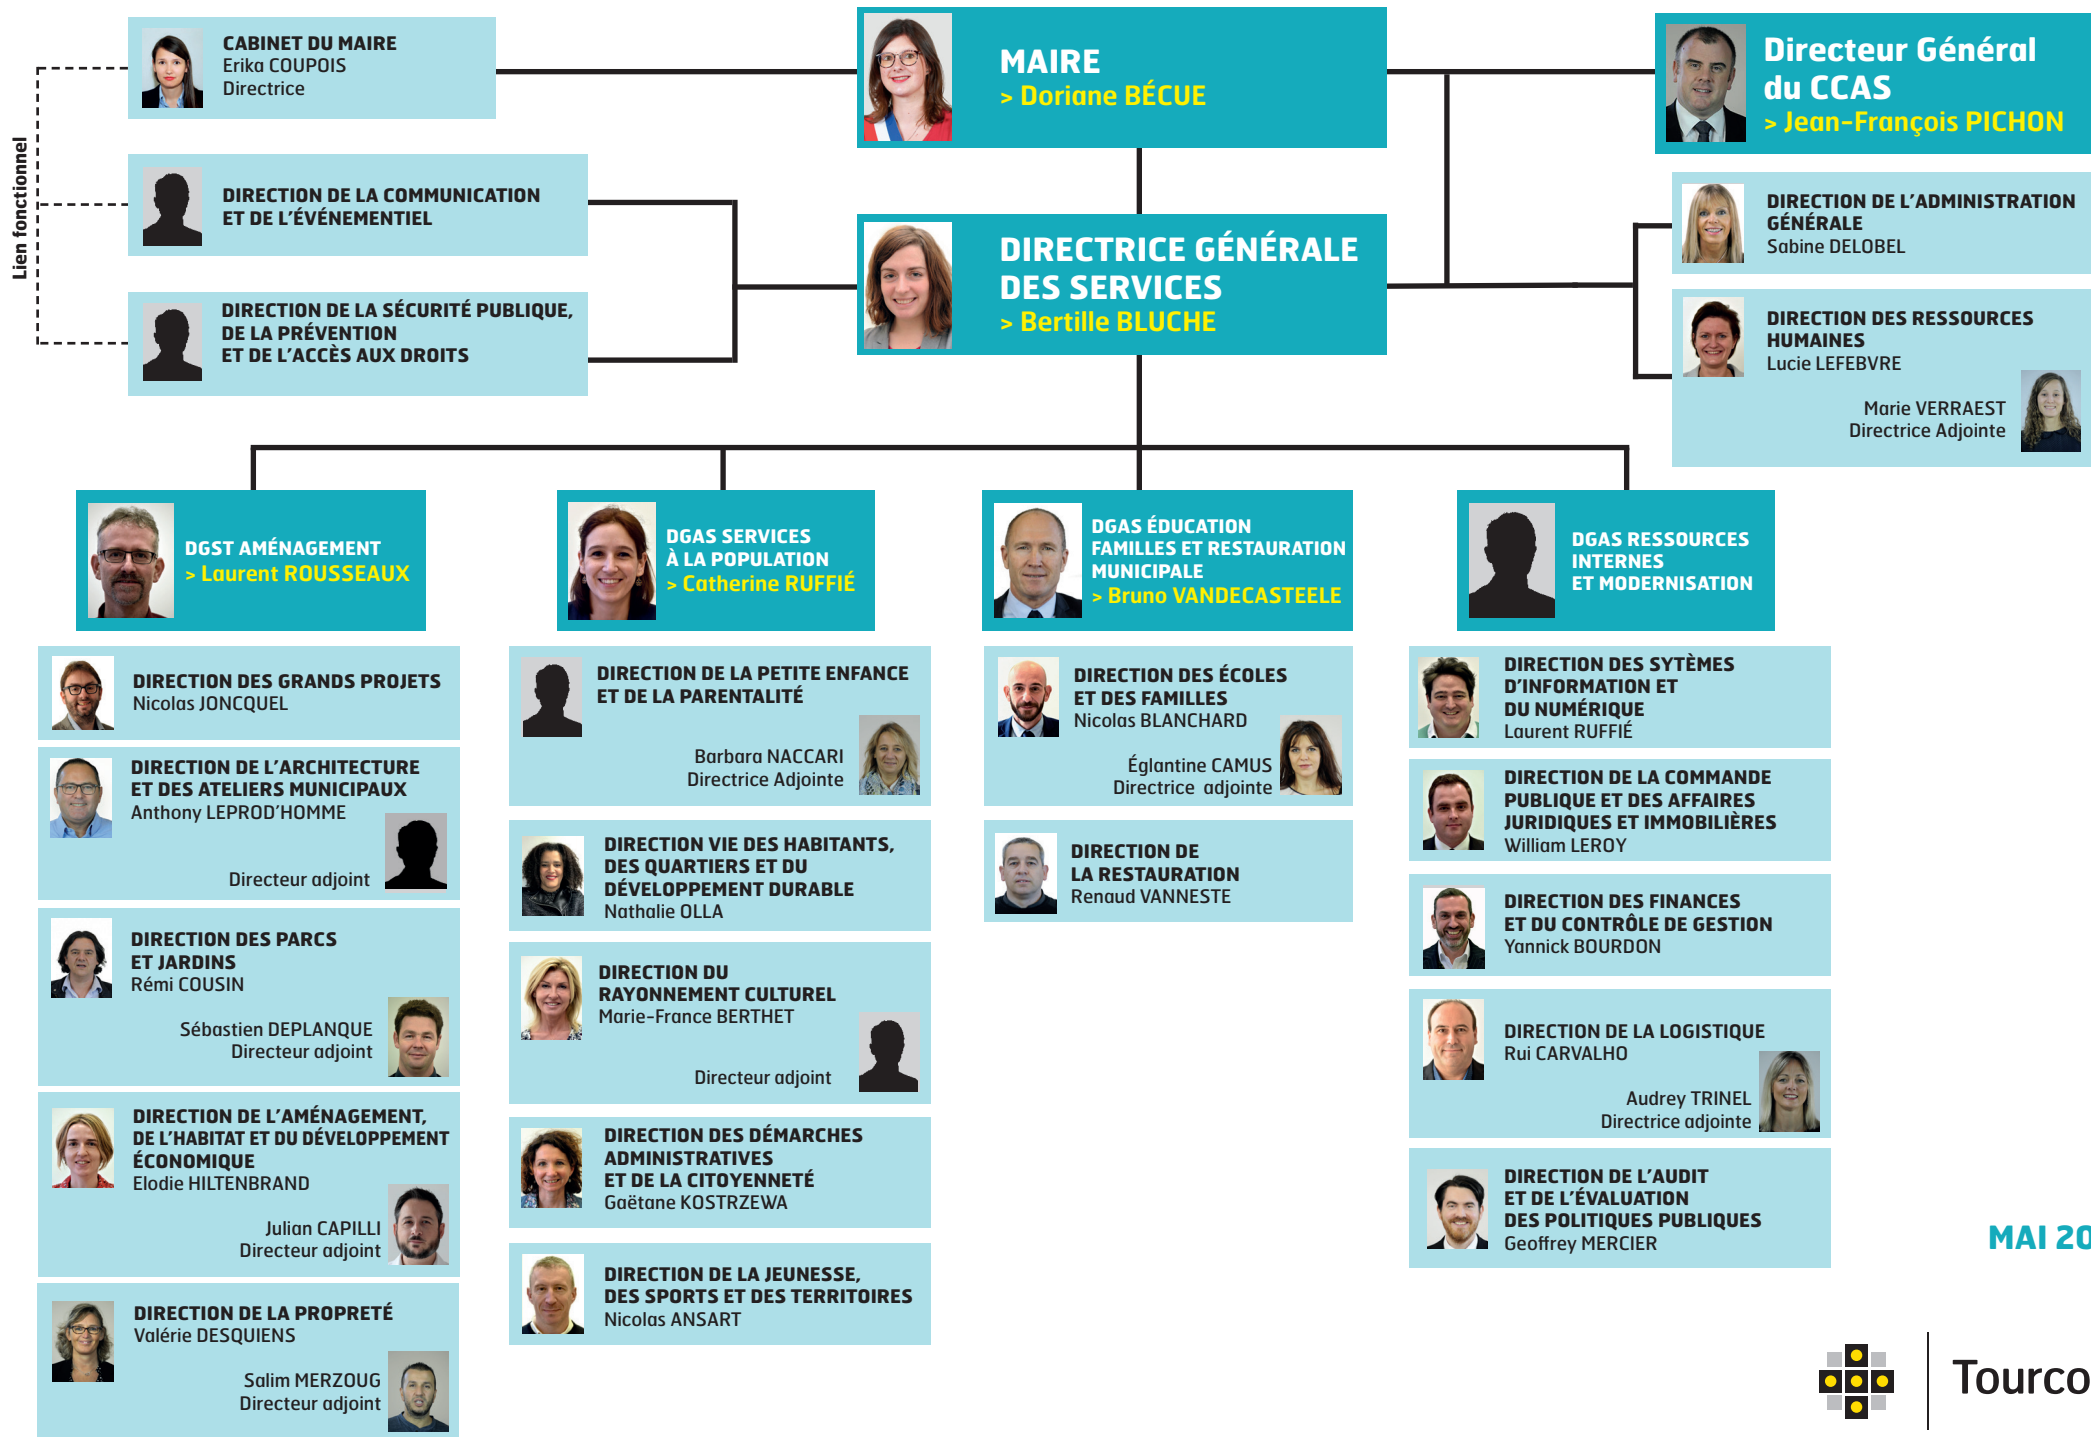 CABINET DU MAIRE
Erika COUPOIS
Directrice
MAIRE
> Doriane BÉCUE
Directeur Général
du CCAS
> Jean-François PICHON
Lien fonctionnel
DIRECTION DE LA COMMUNICATION
ET DE L'ÉVÉNEMENTIEL
DIRECTION DE LA SÉCURITÉ PUBLIQUE,
DE LA PRÉVENTION
ET DE L'ACCÈS AUX DROITS
DIRECTRICE GÉNÉRALE
DES SERVICES
> Bertille BLUCHE
DIRECTION DE L'ADMINISTRATION
GÉNÉRALE
Sabine DELOBEL
DIRECTION DES RESSOURCES
HUMAINES
Lucie LEFEBVRE
Marie VERRAEST
Directrice Adjointe
DGST AMÉNAGEMENT
> Laurent ROUSSEAUX
DIRECTION DES GRANDS PROJETS
Nicolas JONCQUEL
DIRECTION DE L'ARCHITECTURE
ET DES ATELIERS MUNICIPAUX
Anthony LEPROD'HOMME
Directeur adjoint
DIRECTION DES PARCS
ET JARDINS
Rémi COUSIN
Sébastien DEPLANQUE
Directeur adjoint
DIRECTION DE L'AMÉNAGEMENT,
DE L'HABITAT ET DU DÉVELOPPEMENT
ÉCONOMIQUE
Elodie HILTENBRAND
Julian CAPILLI
Directeur adjoint
DIRECTION DE LA PROPRETÉ
Valérie DESQUIENS
Salim MERZOUG
Directeur adjoint
DGAS SERVICES
À LA POPULATION
> Catherine RUFFIÉ
DIRECTION DE LA PETITE ENFANCE
ET DE LA PARENTALITÉ
Barbara NACCARI
Directrice Adjointe
DIRECTION VIE DES HABITANTS,
DES QUARTIERS ET DU
DÉVELOPPEMENT DURABLE
Nathalie OLLA
DIRECTION DU
RAYONNEMENT CULTUREL
Marie-France BERTHET
Directeur adjoint
DIRECTION DES DÉMARCHES
ADMINISTRATIVES
ET DE LA CITOYENNETÉ
Gaëtane KOSTRZEWA
DIRECTION DE LA JEUNESSE,
DES SPORTS ET DES TERRITOIRES
Nicolas ANSART
DGAS ÉDUCATION
FAMILLES ET RESTAURATION
MUNICIPALE
> Bruno VANDECASTEELE
DIRECTION DES ÉCOLES
ET DES FAMILLES
Nicolas BLANCHARD
Églantine CAMUS
Directrice adjointe
DIRECTION DE
LA RESTAURATION
Renaud VANNESTE
DGAS RESSOURCES
INTERNES
ET MODERNISATION
DIRECTION DES SYTÈMES
D'INFORMATION ET
DU NUMÉRIQUE
Laurent RUFFIÉ
DIRECTION DE LA COMMANDE
PUBLIQUE ET DES AFFAIRES
JURIDIQUES ET IMMOBILIÈRES
William LEROY
DIRECTION DES FINANCES
ET DU CONTRÔLE DE GESTION
Yannick BOURDON
DIRECTION DE LA LOGISTIQUE
Rui CARVALHO
Audrey TRINEL
Directrice adjointe
DIRECTION DE L'AUDIT
ET DE L'ÉVALUATION
DES POLITIQUES PUBLIQUES
Geoffrey MERCIER
MAI 20
Tourco